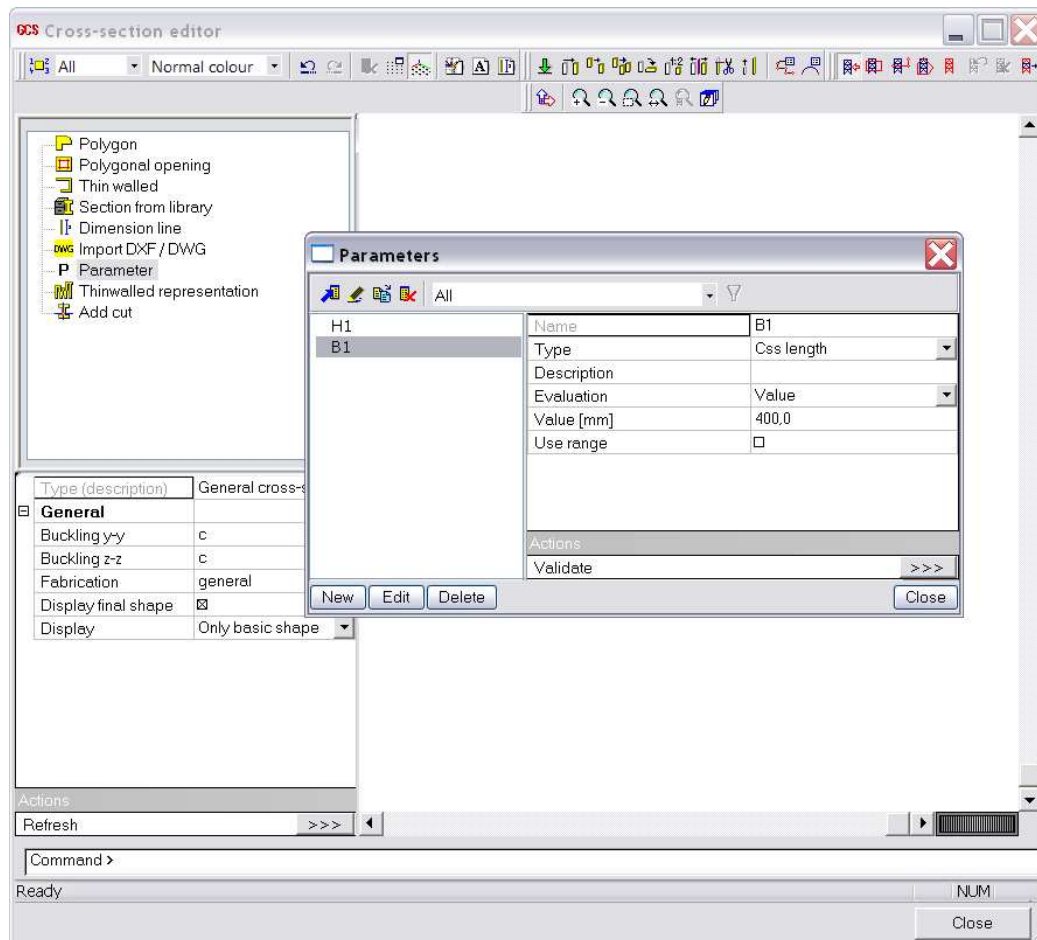 GCS Cross-section editor
All Normal colour
Polygon
Polygonal opening
Thin walled
Section from library
Dimension line
DWG Import DXF / DWG
P Parameter
Thinwalled representation
Add cut
Parameters
All
H1
B1
Name B1
Type Css length
Description
Evaluation Value
Value [mm] 400,0
Use range
Actions
Validate >>>
New Edit Delete Close
Type (description) General cross-s
General
Buckling y-y c
Buckling z-z c
Fabrication general
Display final shape
Display Only basic shape
Actions
Refresh >>>
Command >
Ready NUM
Close